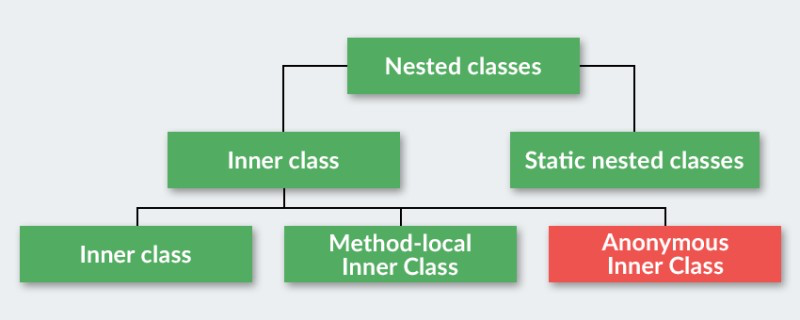 Nested classes
Inner class
Static nested classes
Inner class
Method-local
Inner Class
Anonymous
Inner Class